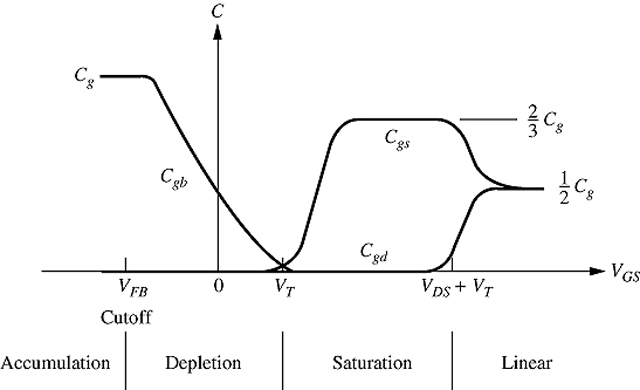 C
C_g
C_gb
C_gs
2/3 C_g
1/2 C_g
C_gd
V_FB
0
V_T
V_DS + V_T
V_GS
Cutoff
Accumulation
Depletion
Saturation
Linear